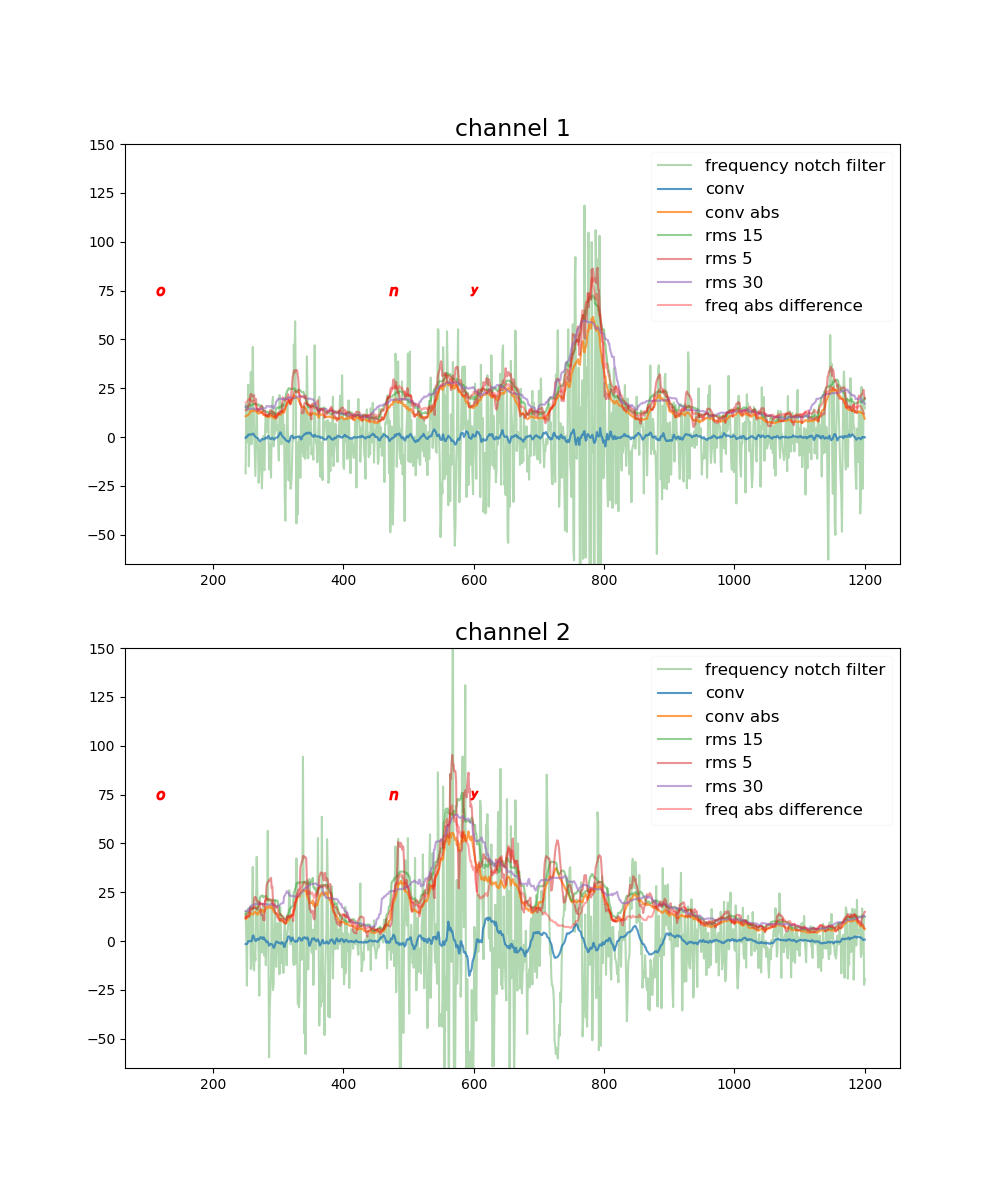 channel 1
150
125
100
75
50
25
0
−25
−50
200 400 600 800 1000 1200
o n y
frequency notch filter
conv
conv abs
rms 15
rms 5
rms 30
freq abs difference
channel 2
150
125
100
75
50
25
0
−25
−50
200 400 600 800 1000 1200
o n y
frequency notch filter
conv
conv abs
rms 15
rms 5
rms 30
freq abs difference